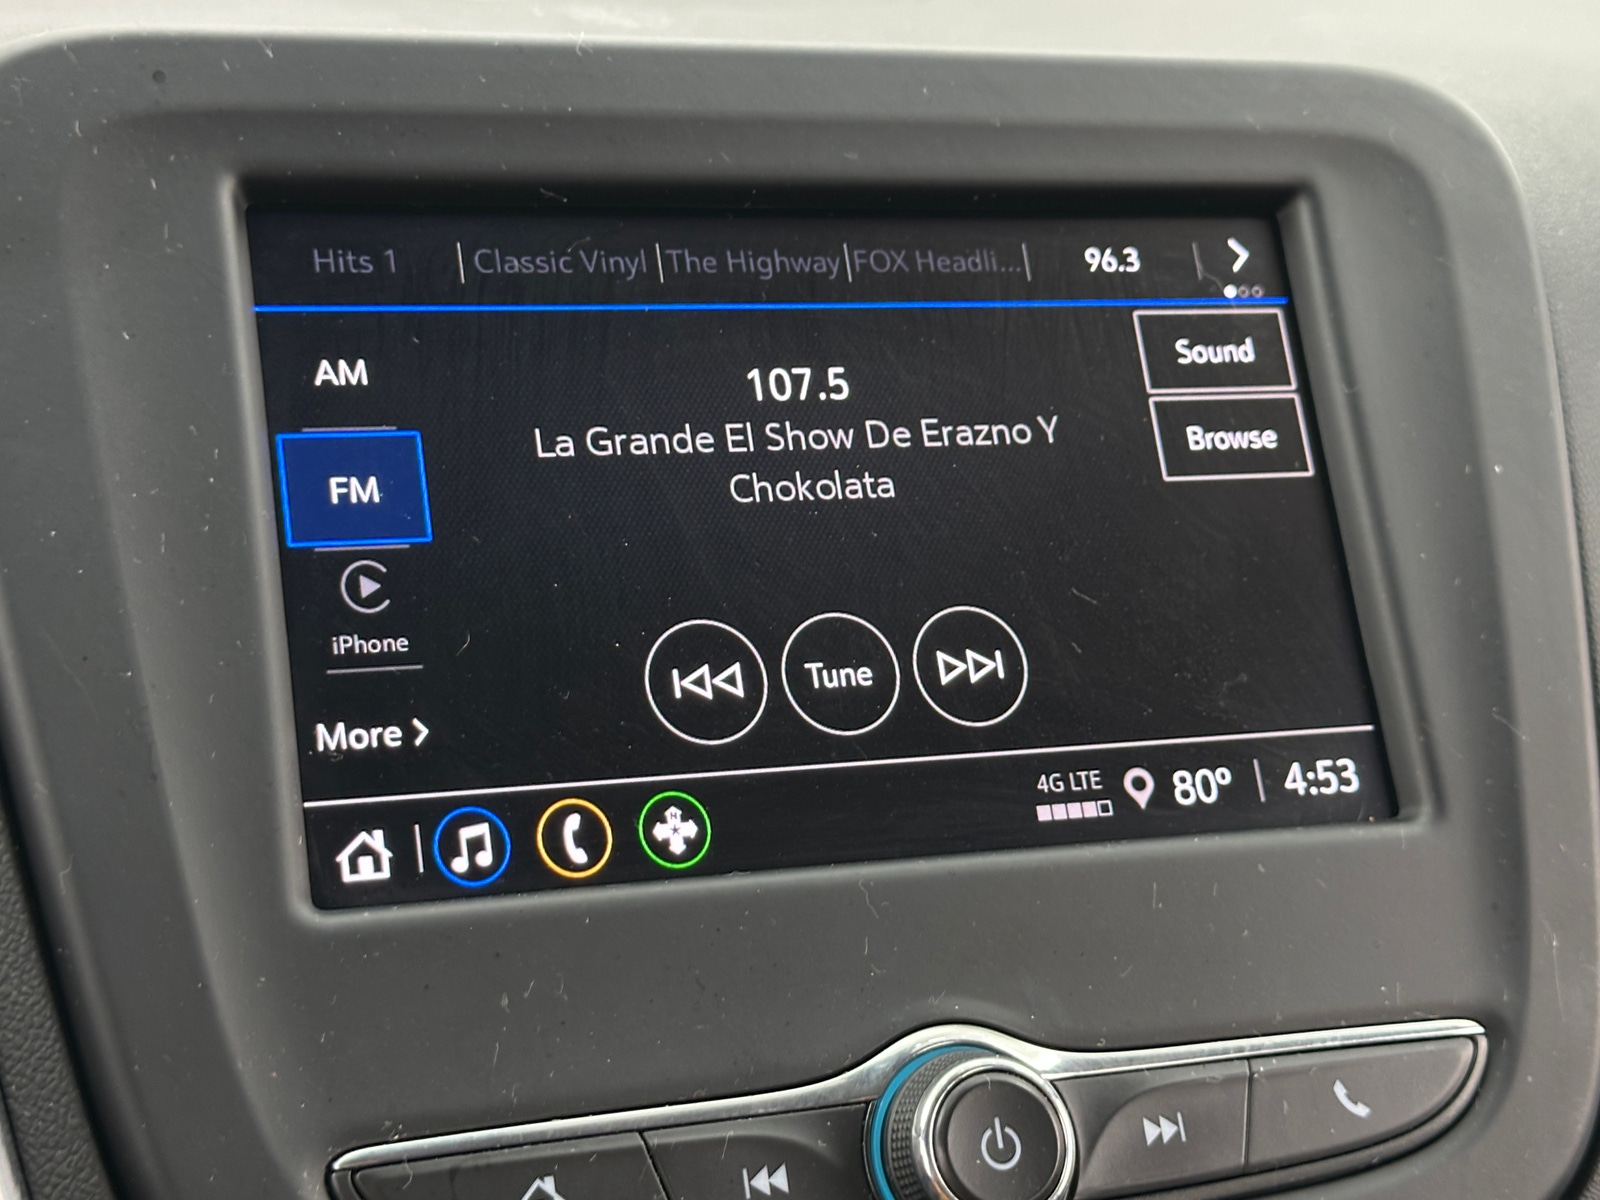 Hits 1 Classic Vinyl The Highway FOX Headli... 96.3
Sound
AM
107.5
La Grande El Show De Erazno Y
Chokolata
Browse
FM
iPhone
Tune
More
4G LTE 80° 4:53
N